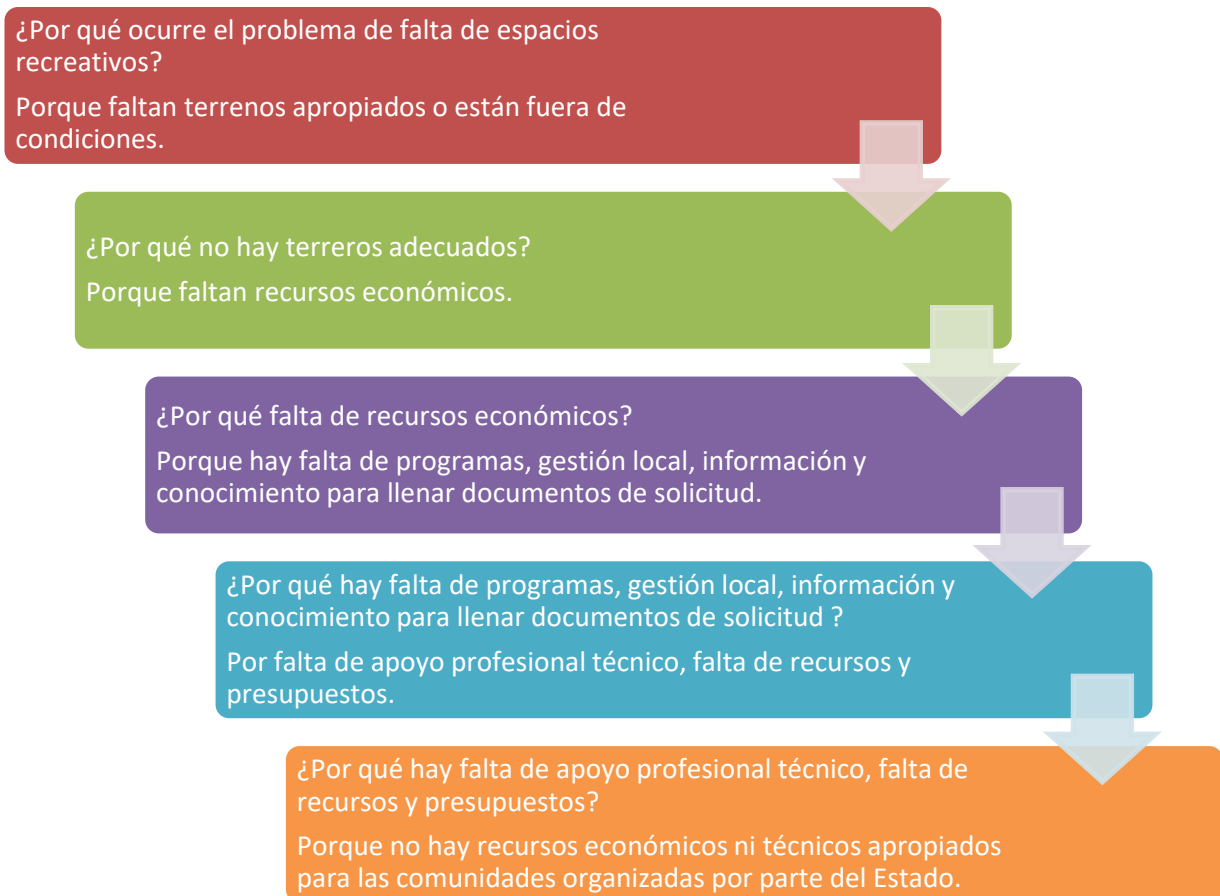 ¿Por qué ocurre el problema de falta de espacios
recreativos?
Porque faltan terrenos apropiados o están fuera de
condiciones.
¿Por qué no hay terreros adecuados?
Porque faltan recursos económicos.
¿Por qué falta de recursos económicos?
Porque hay falta de programas, gestión local, información y
conocimiento para llenar documentos de solicitud.
¿Por qué hay falta de programas, gestión local, información y
conocimiento para llenar documentos de solicitud ?
Por falta de apoyo profesional técnico, falta de recursos y
presupuestos.
¿Por qué hay falta de apoyo profesional técnico, falta de
recursos y presupuestos?
Porque no hay recursos económicos ni técnicos apropiados
para las comunidades organizadas por parte del Estado.